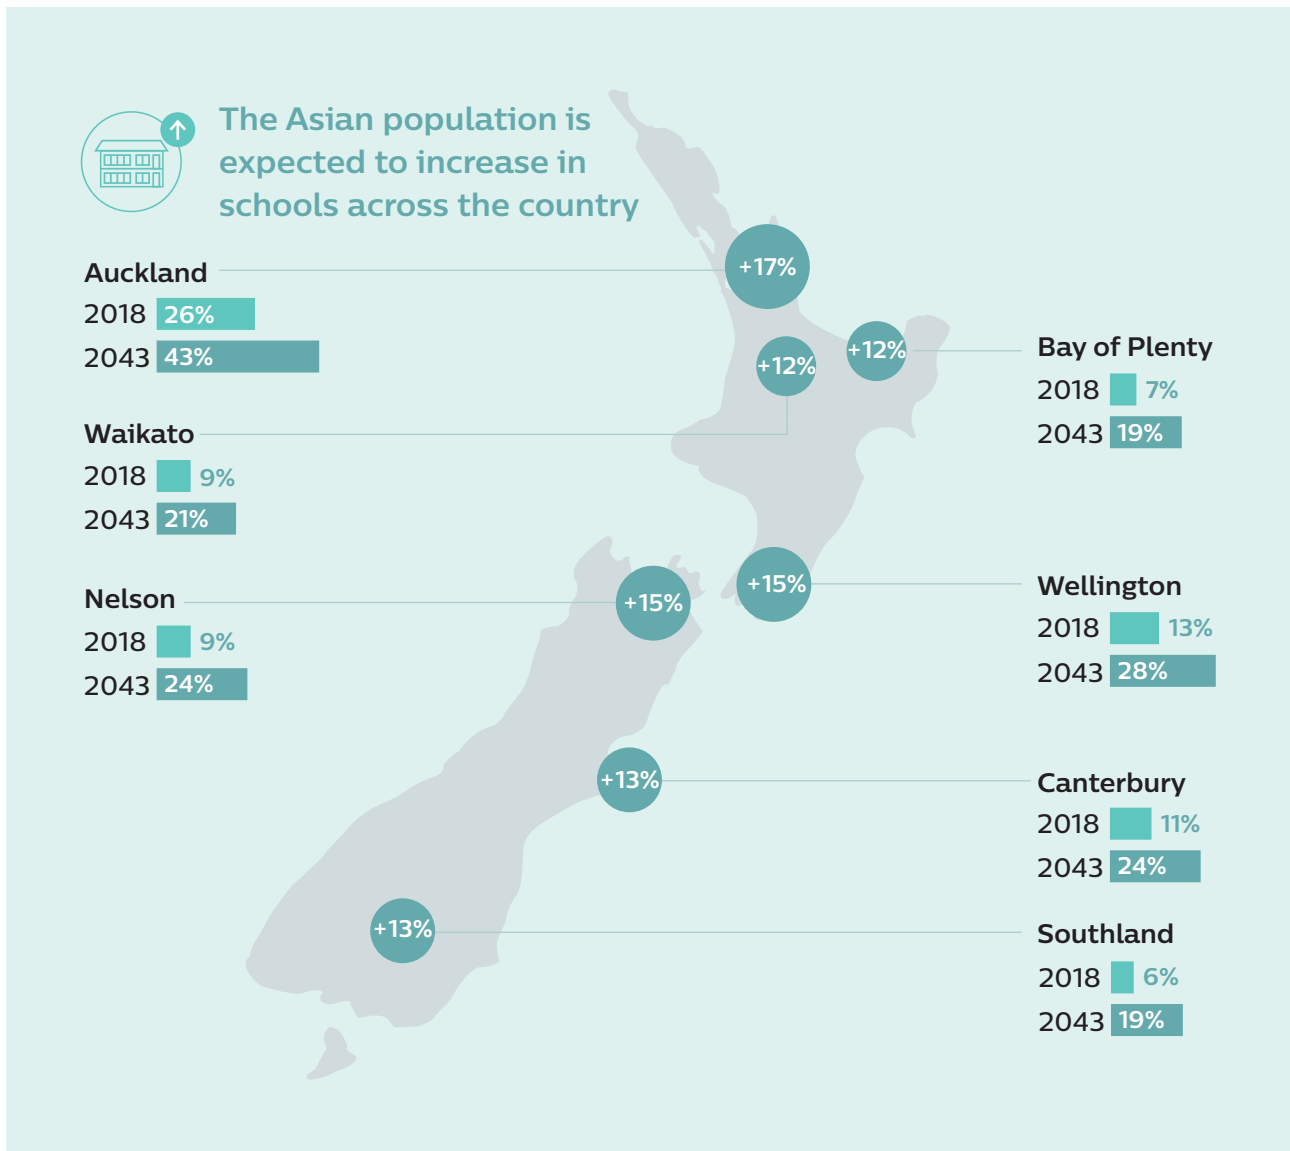 The Asian population is
expected to increase in
schools across the country
Auckland
2018 26%
2043 43%
+17%
Waikato
2018 9%
2043 21%
+12%
+12%
Bay of Plenty
2018 7%
2043 19%
Nelson
2018 9%
2043 24%
+15%
+15%
Wellington
2018 13%
2043 28%
+13%
Canterbury
2018 11%
2043 24%
+13%
Southland
2018 6%
2043 19%